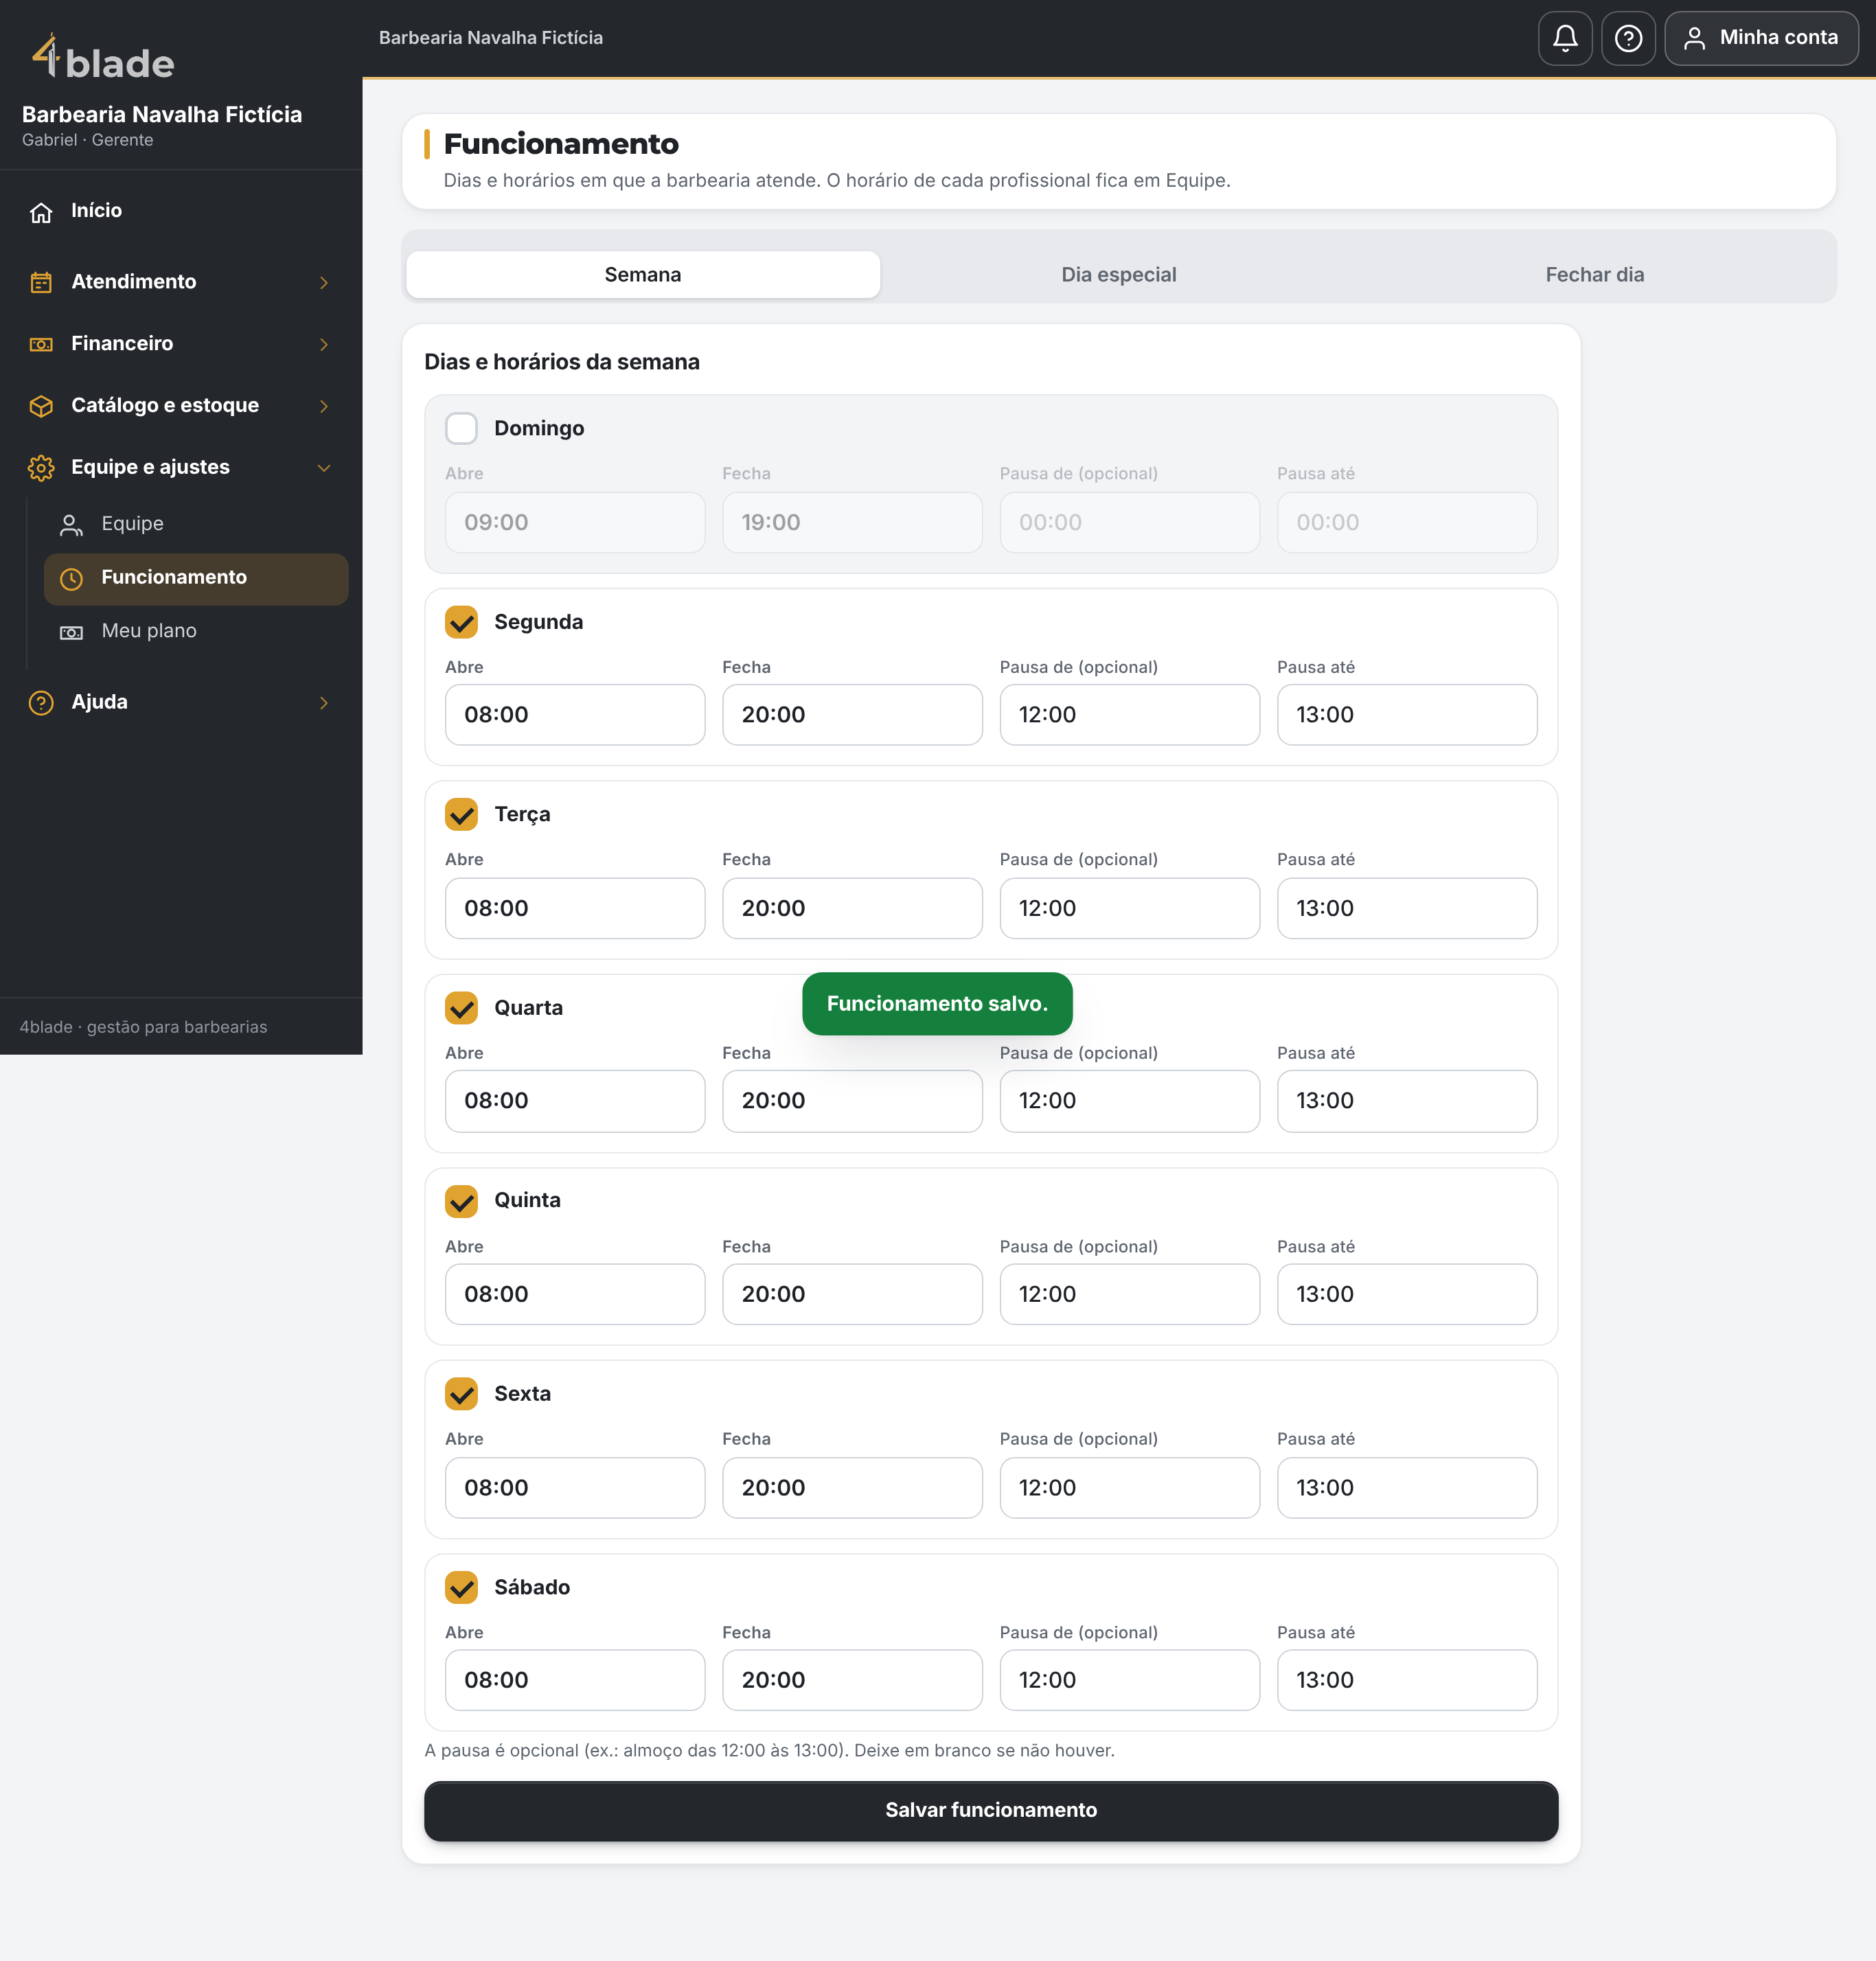 4blade
Barbearia Navalha Fictícia
Gabriel · Gerente
Início
Atendimento
Financeiro
Catálogo e estoque
Equipe e ajustes
Equipe
Funcionamento
Meu plano
Ajuda
4blade · gestão para barbearias
Barbearia Navalha Fictícia
Minha conta
Funcionamento
Dias e horários em que a barbearia atende. O horário de cada profissional fica em Equipe.
Semana Dia especial Fechar dia
Dias e horários da semana
Domingo
Abre Fecha Pausa de (opcional) Pausa até
09:00 19:00 00:00 00:00
Segunda
Abre Fecha Pausa de (opcional) Pausa até
08:00 20:00 12:00 13:00
Terça
Abre Fecha Pausa de (opcional) Pausa até
08:00 20:00 12:00 13:00
Quarta
Funcionamento salvo.
Abre Fecha Pausa de (opcional) Pausa até
08:00 20:00 12:00 13:00
Quinta
Abre Fecha Pausa de (opcional) Pausa até
08:00 20:00 12:00 13:00
Sexta
Abre Fecha Pausa de (opcional) Pausa até
08:00 20:00 12:00 13:00
Sábado
Abre Fecha Pausa de (opcional) Pausa até
08:00 20:00 12:00 13:00
A pausa é opcional (ex.: almoço das 12:00 às 13:00). Deixe em branco se não houver.
Salvar funcionamento